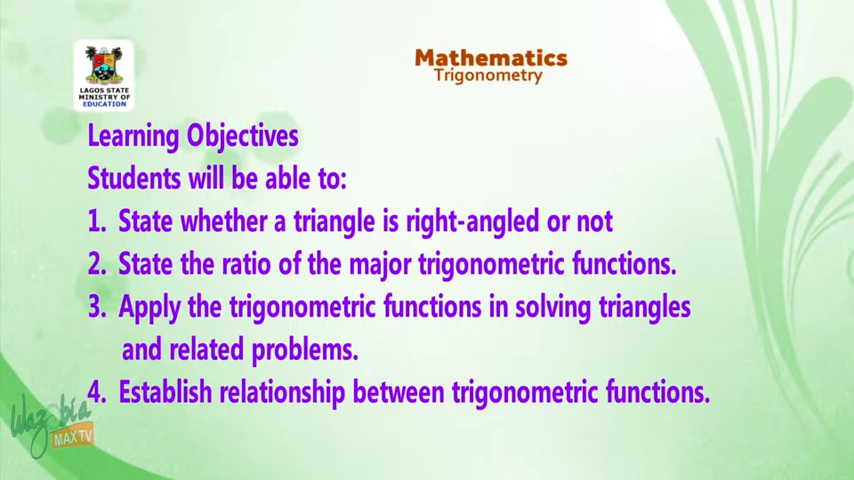 Mathematics
Trigonometry
LAGOS STATE
MINISTRY OF
EDUCATION
Learning Objectives
Students will be able to:
1. State whether a triangle is right-angled or not
2. State the ratio of the major trigonometric functions.
3. Apply the trigonometric functions in solving triangles
and related problems.
4. Establish relationship between trigonometric functions.
Wazobia
MAX TV